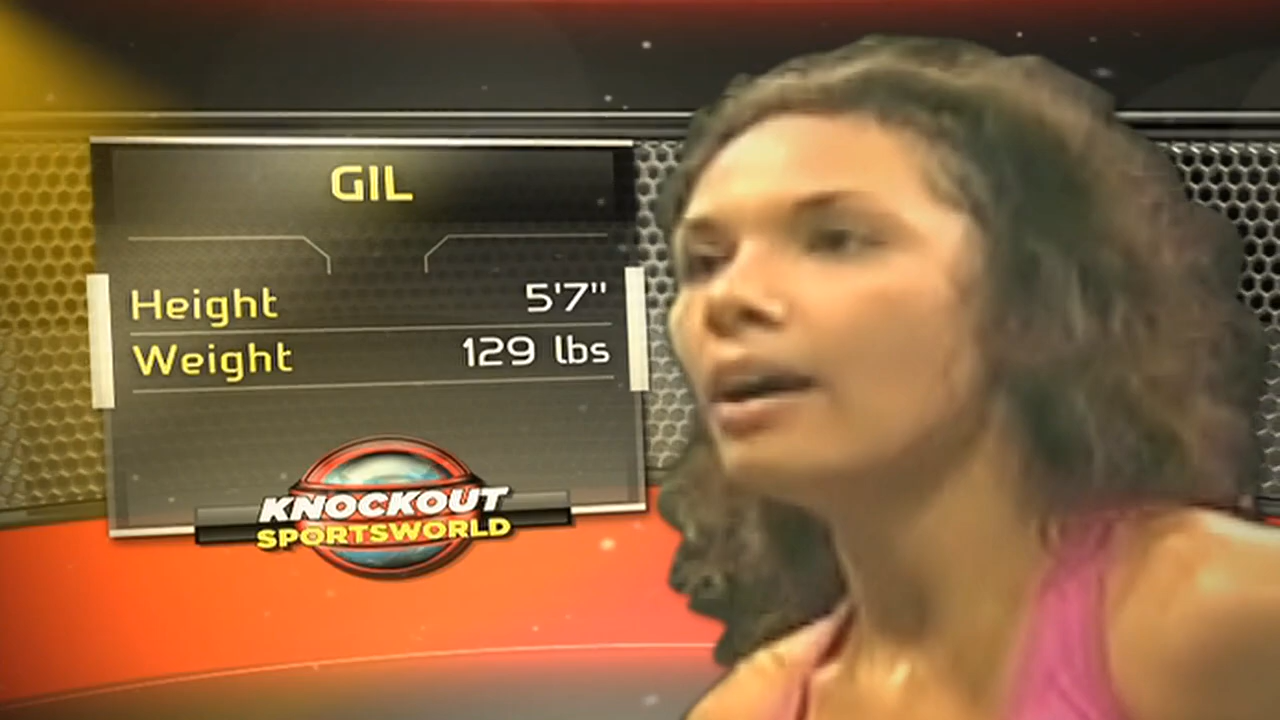 GIL
Height 5'7"
Weight 129 lbs
KNOCKOUT
SPORTSWORLD